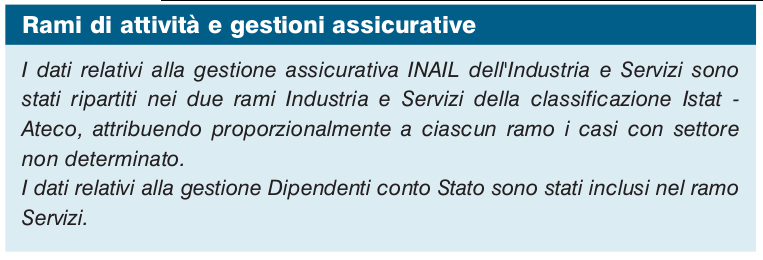 Rami di attività e gestioni assicurative
I dati relativi alla gestione assicurativa INAIL dell'Industria e Servizi sono
stati ripartiti nei due rami Industria e Servizi della classificazione Istat -
Ateco, attribuendo proporzionalmente a ciascun ramo i casi con settore
non determinato.
I dati relativi alla gestione Dipendenti conto Stato sono stati inclusi nel ramo
Servizi.